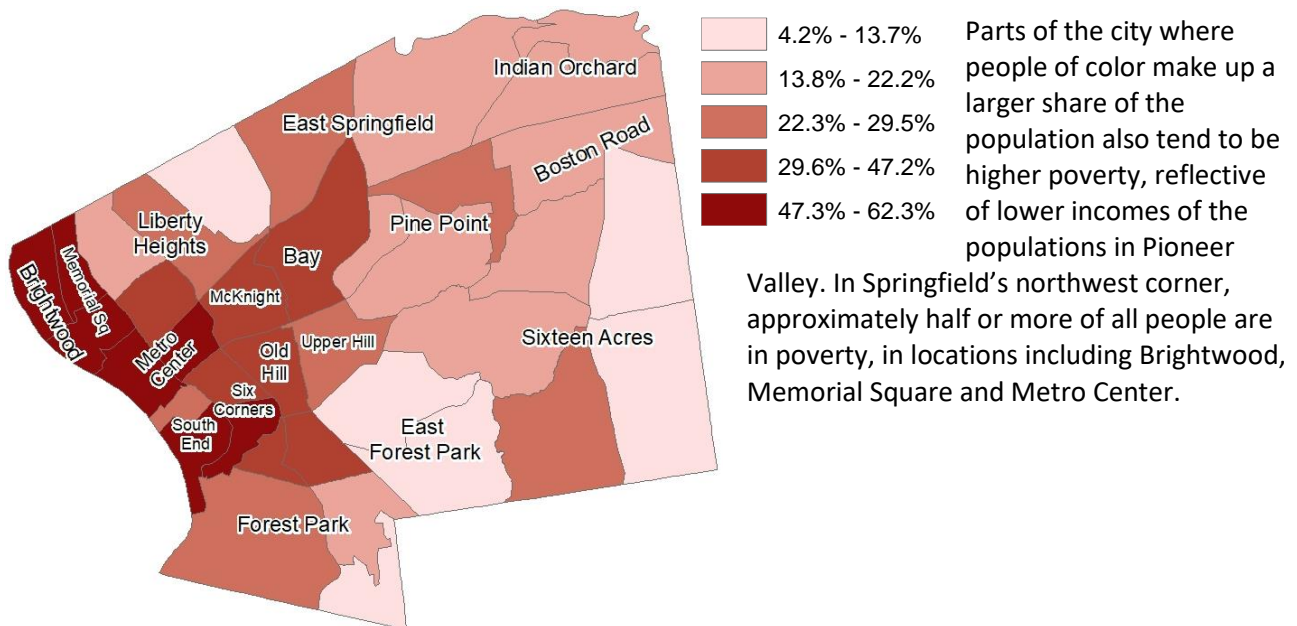 4.2% - 13.7%
13.8% - 22.2%
22.3% - 29.5%
29.6% - 47.2%
47.3% - 62.3%
Parts of the city where
people of color make up a
larger share of the
population also tend to be
higher poverty, reflective
of lower incomes of the
populations in Pioneer
Valley. In Springfield’s northwest corner,
approximately half or more of all people are
in poverty, in locations including Brightwood,
Memorial Square and Metro Center.
Indian Orchard
East Springfield
Boston Road
Liberty
Heights
Pine Point
Bay
Memorial Sq
Brightwood
McKnight
Metro
Center
Old
Hill
Upper Hill
Sixteen Acres
Six
Corners
South
End
East
Forest Park
Forest Park